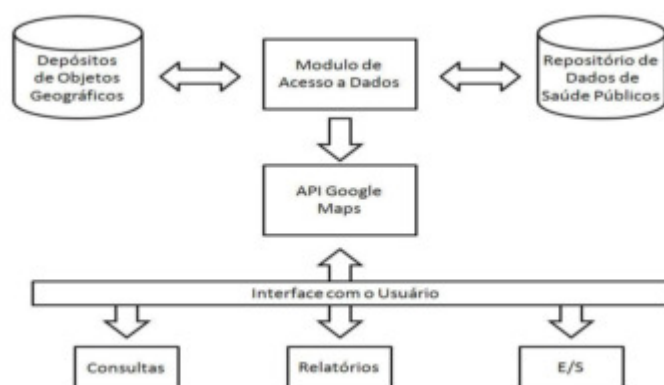 Depósitos
de Objetos
Geográficos
Modulo de
Acesso a Dados
Repositório de
Dados de
Saúde Públicos
API Google
Maps
Interface com o Usuário
Consultas
Relatórios
E/S